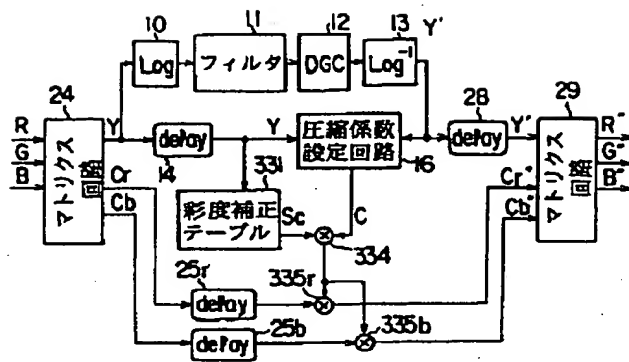 10
11
12
13
Y'
Log
フィルタ
DGC
Log⁻¹
24
R
G
B
マトリクス
回路
Y
Cr
Cb
delay
14
Y
331
彩度補正
テーブル
Sc
圧縮係数
設定回路
16
C
334
28
delay
Y'
Cr"
Cb"
29
マトリクス
回路
R"
G"
B"
25r
delay
335r
25b
delay
335b